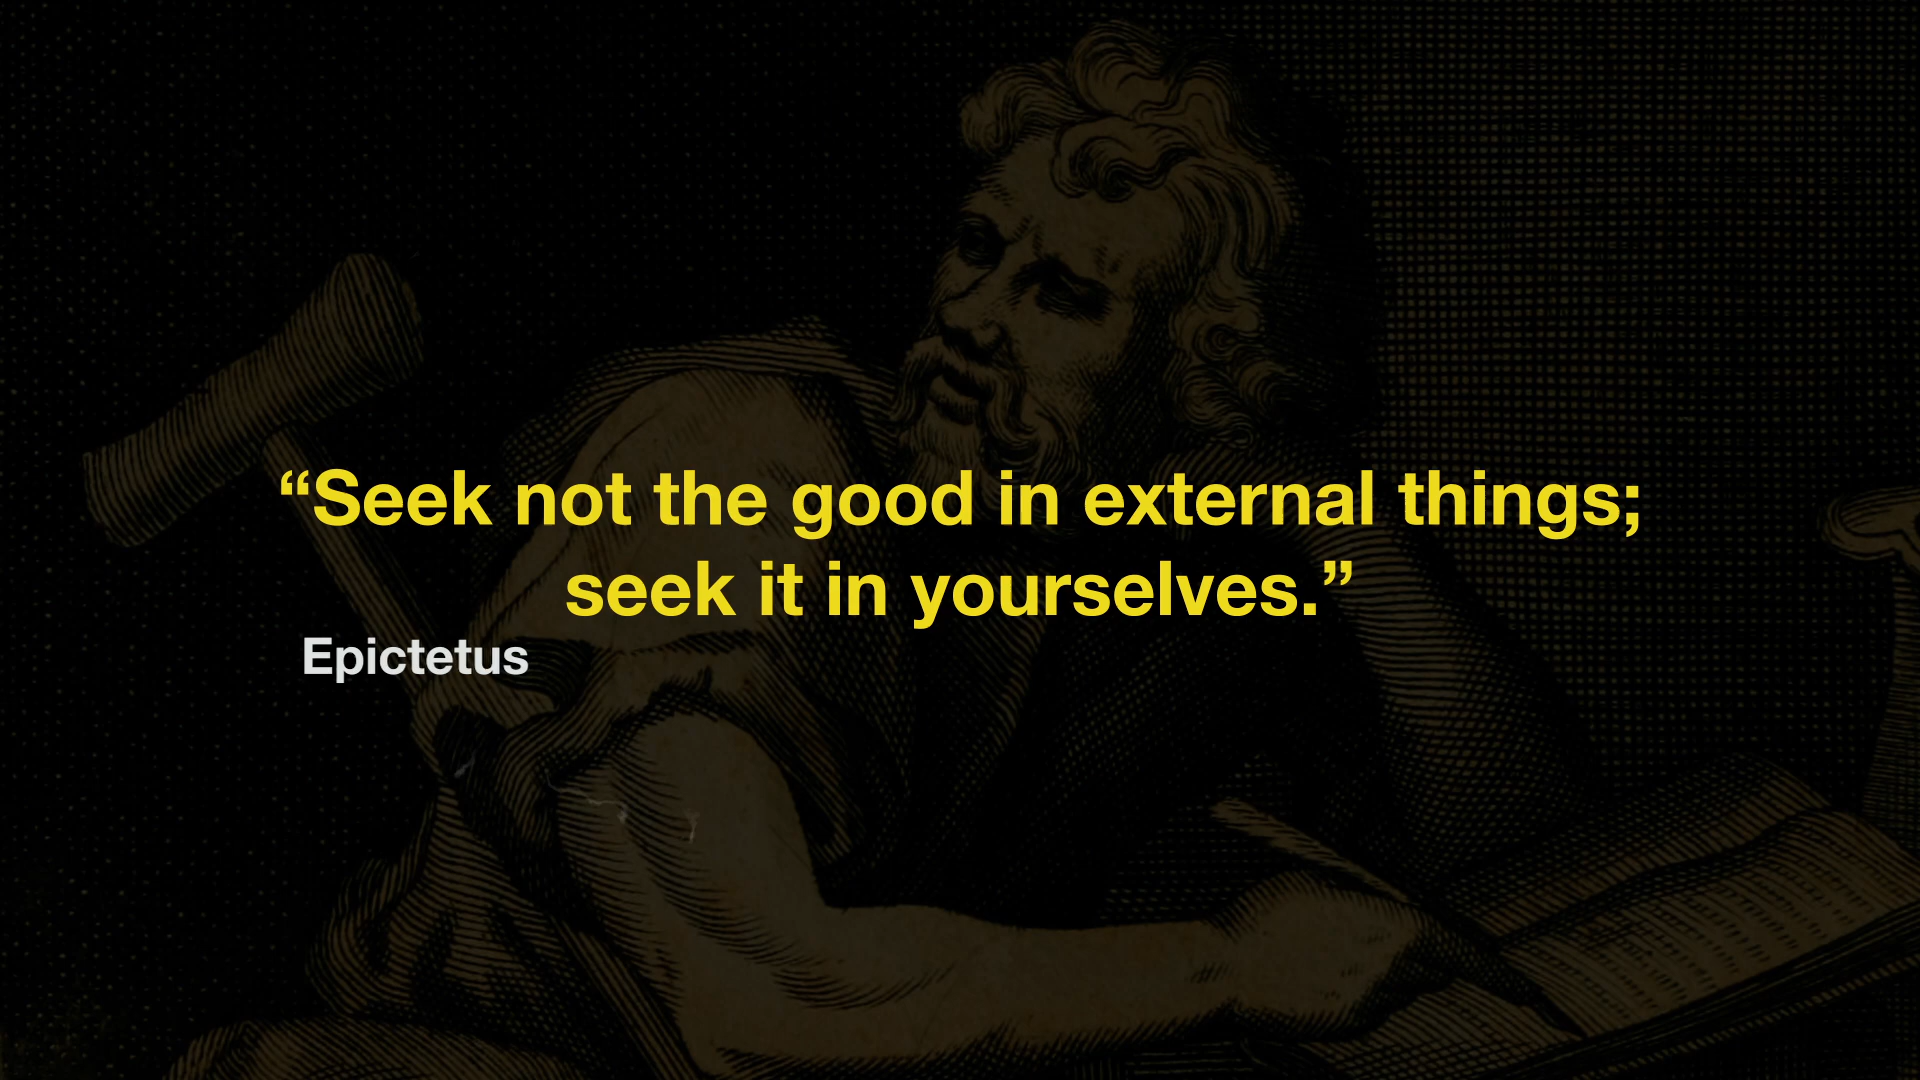 “Seek not the good in external things;
seek it in yourselves.”
Epictetus